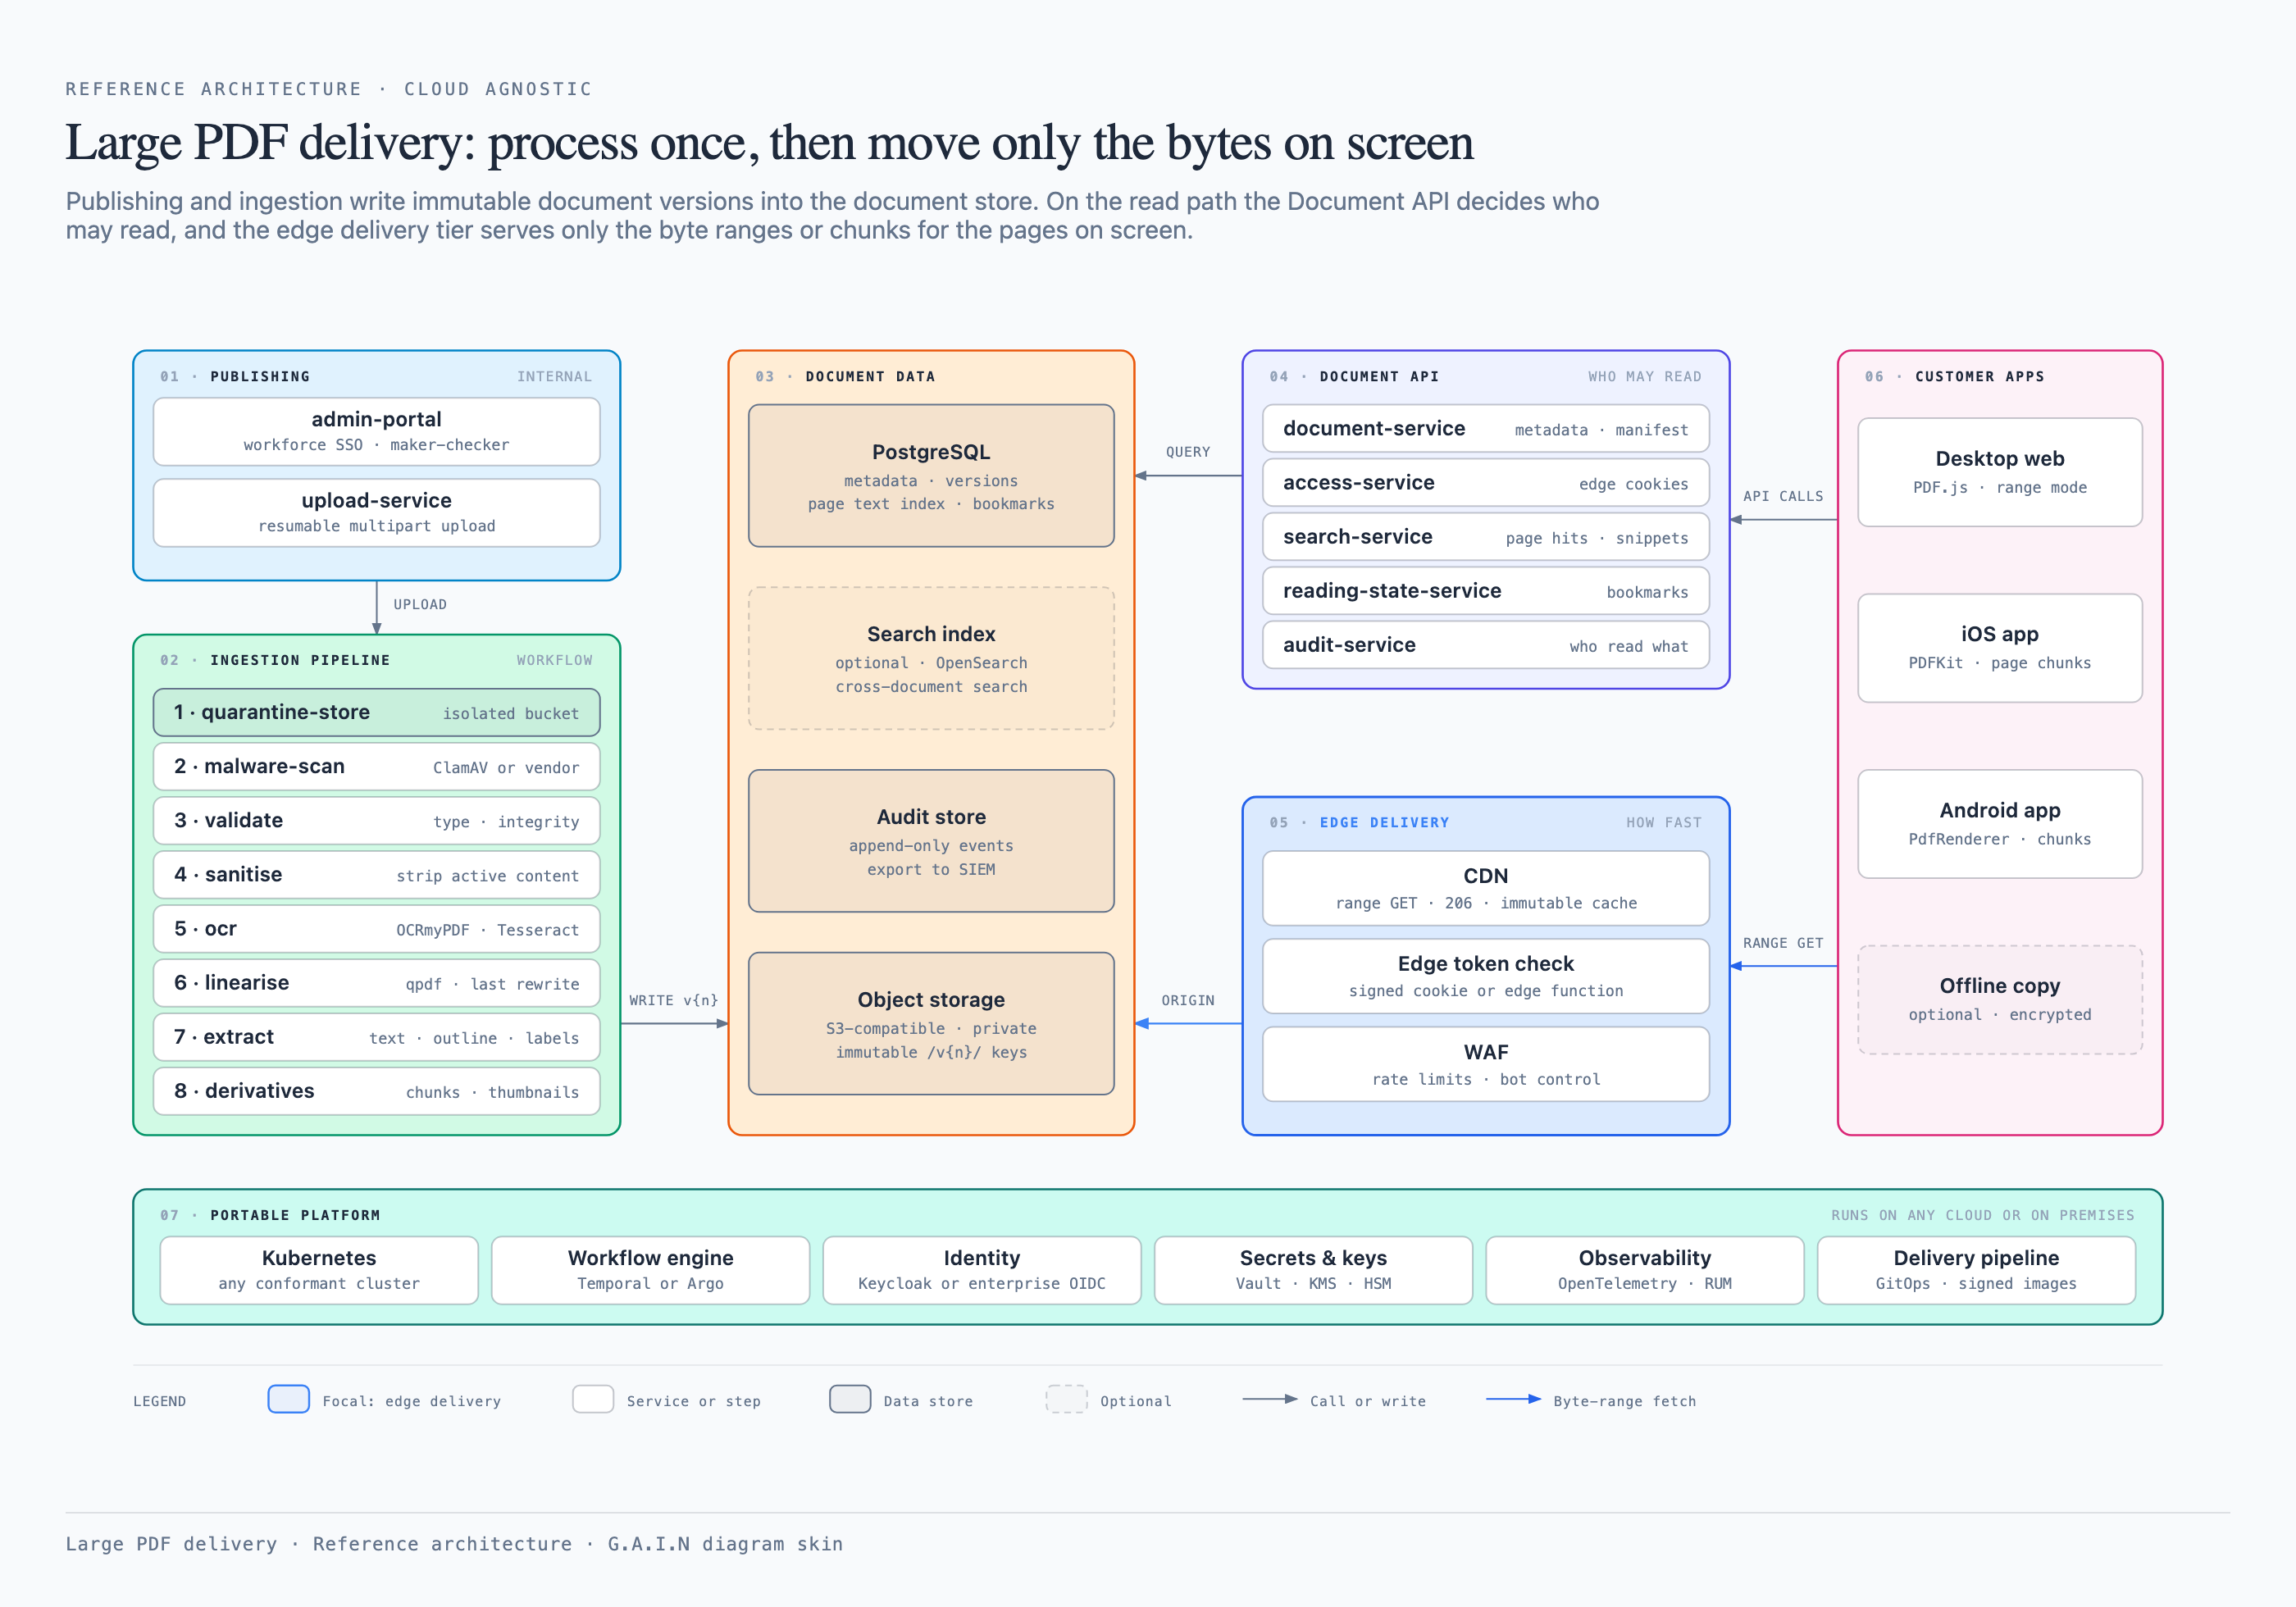 REFERENCE ARCHITECTURE · CLOUD AGNOSTIC
Large PDF delivery: process once, then move only the bytes on screen
Publishing and ingestion write immutable document versions into the document store. On the read path the Document API decides who
may read, and the edge delivery tier serves only the byte ranges or chunks for the pages on screen.
01 · PUBLISHING INTERNAL
admin-portal
workforce SSO · maker-checker
upload-service
resumable multipart upload
UPLOAD
02 · INGESTION PIPELINE WORKFLOW
1 · quarantine-store isolated bucket
2 · malware-scan ClamAV or vendor
3 · validate type · integrity
4 · sanitise strip active content
5 · ocr OCRmyPDF · Tesseract
6 · linearise qpdf · last rewrite
7 · extract text · outline · labels
8 · derivatives chunks · thumbnails
WRITE v{n}
03 · DOCUMENT DATA
PostgreSQL
metadata · versions
page text index · bookmarks
Search index
optional · OpenSearch
cross-document search
Audit store
append-only events
export to SIEM
Object storage
S3-compatible · private
immutable /v{n}/ keys
QUERY
ORIGIN
04 · DOCUMENT API WHO MAY READ
document-service metadata · manifest
access-service edge cookies
search-service page hits · snippets
reading-state-service bookmarks
audit-service who read what
05 · EDGE DELIVERY HOW FAST
CDN
range GET · 206 · immutable cache
Edge token check
signed cookie or edge function
WAF
rate limits · bot control
API CALLS
RANGE GET
06 · CUSTOMER APPS
Desktop web
PDF.js · range mode
iOS app
PDFKit · page chunks
Android app
PdfRenderer · chunks
Offline copy
optional · encrypted
07 · PORTABLE PLATFORM RUNS ON ANY CLOUD OR ON PREMISES
Kubernetes
any conformant cluster
Workflow engine
Temporal or Argo
Identity
Keycloak or enterprise OIDC
Secrets & keys
Vault · KMS · HSM
Observability
OpenTelemetry · RUM
Delivery pipeline
GitOps · signed images
LEGEND Focal: edge delivery Service or step Data store Optional Call or write Byte-range fetch
Large PDF delivery · Reference architecture · G.A.I.N diagram skin